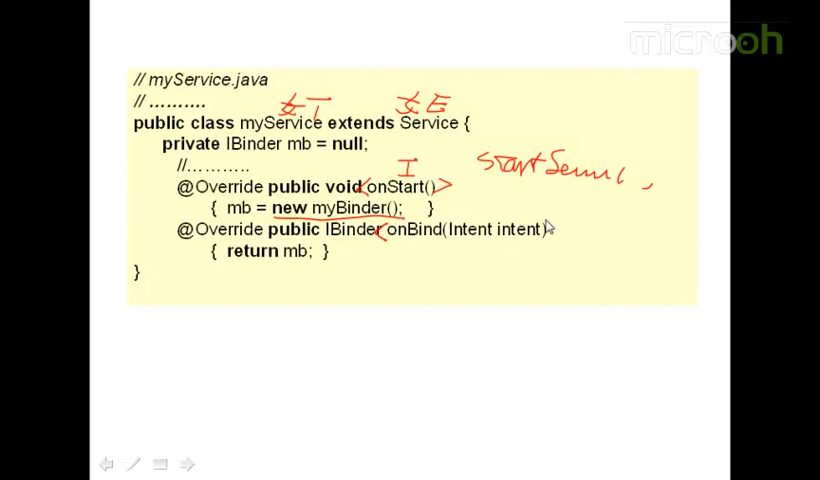 microoh
// myService.java
// ..........
public class myService extends Service {
private IBinder mb = null;
//...........
@Override public void onStart()
{ mb = new myBinder(); }
@Override public IBinder onBind(Intent intent)
{ return mb; }
}